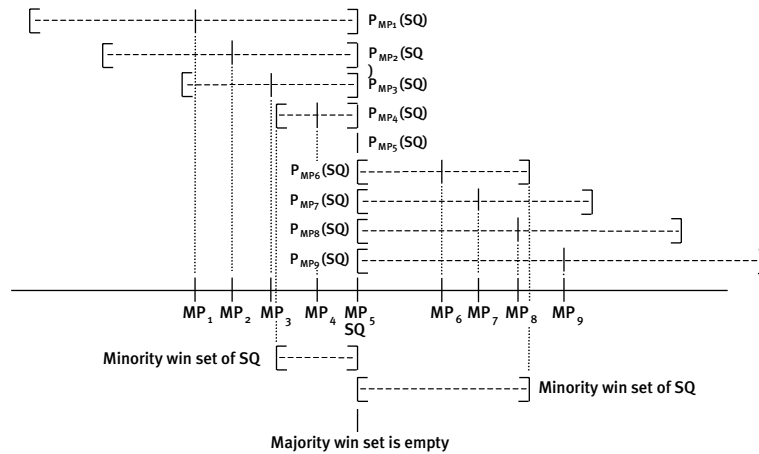 P_MP1(SQ)
P_MP2(SQ
)
P_MP3(SQ)
P_MP4(SQ)
P_MP5(SQ)
P_MP6(SQ)
P_MP7(SQ)
P_MP8(SQ)
P_MP9(SQ)
MP1 MP2 MP3 MP4 MP5 MP6 MP7 MP8 MP9
SQ
Minority win set of SQ
Minority win set of SQ
Majority win set is empty